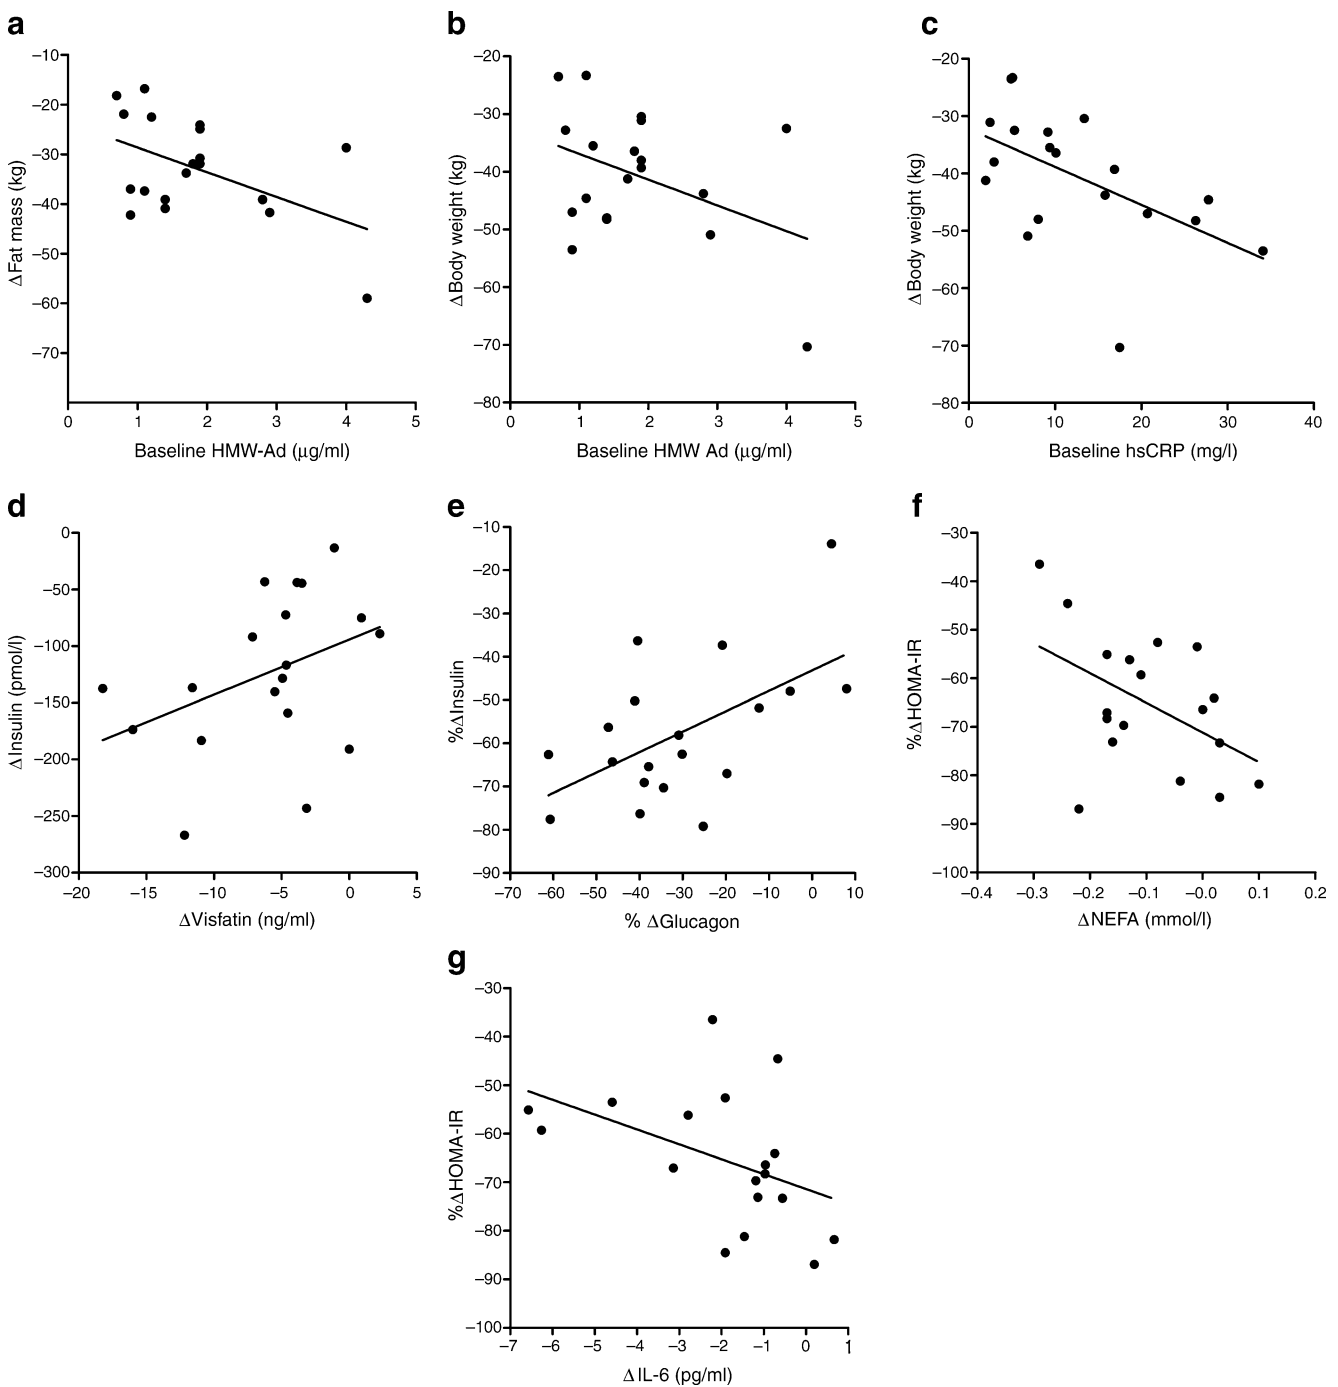 a
−10
−20
−30
−40
−50
−60
−70
0 1 2 3 4 5
ΔFat mass (kg)
Baseline HMW-Ad (μg/ml)
b
−20
−30
−40
−50
−60
−70
−80
0 1 2 3 4 5
ΔBody weight (kg)
Baseline HMW Ad (μg/ml)
c
−20
−30
−40
−50
−60
−70
−80
0 10 20 30 40
ΔBody weight (kg)
Baseline hsCRP (mg/l)
d
0
−50
−100
−150
−200
−250
−300
−20 −15 −10 −5 0 5
ΔInsulin (pmol/l)
ΔVisfatin (ng/ml)
e
−10
−20
−30
−40
−50
−60
−70
−80
−90
−70 −60 −50 −40 −30 −20 −10 0 10
%ΔInsulin
% ΔGlucagon
f
−30
−40
−50
−60
−70
−80
−90
−100
−0.4 −0.3 −0.2 −0.1 −0.0 0.1 0.2
%ΔHOMA-IR
ΔNEFA (mmol/l)
g
−30
−40
−50
−60
−70
−80
−90
−100
−7 −6 −5 −4 −3 −2 −1 0 1
%ΔHOMA-IR
ΔIL-6 (pg/ml)